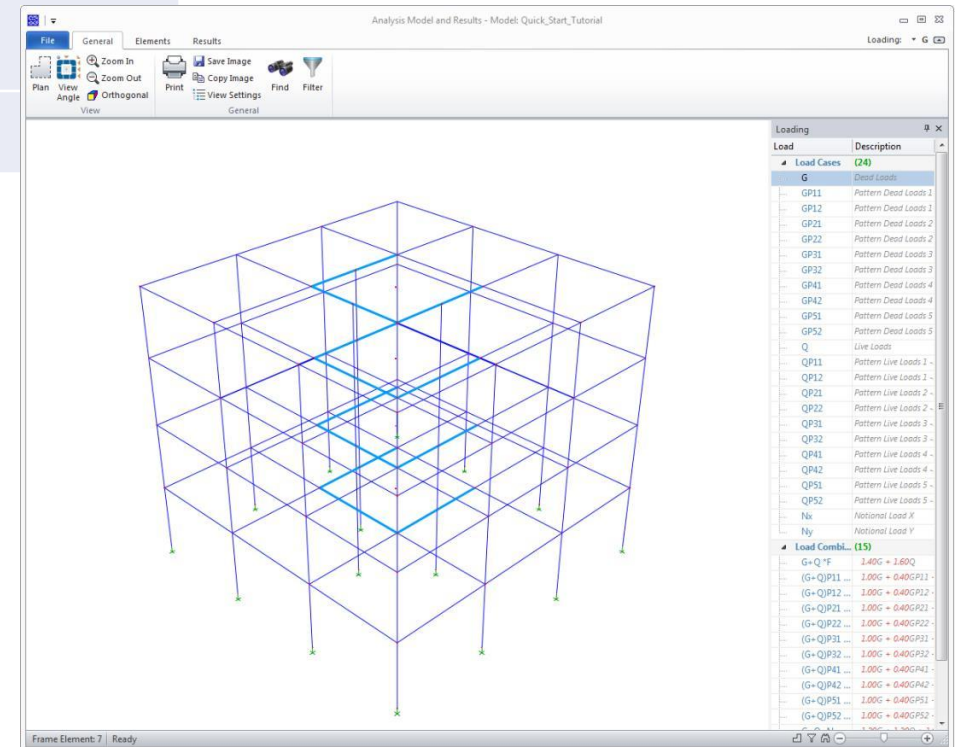 Analysis Model and Results - Model: Quick_Start_Tutorial
File General Elements Results
Loading: G
Plan
View Angle
Zoom In
Zoom Out
Orthogonal
View
Print
Save Image
Copy Image
View Settings
Find
Filter
General
Loading
Load Description
Load Cases (24)
G Dead Loads
GP11 Pattern Dead Loads 1
GP12 Pattern Dead Loads 1
GP21 Pattern Dead Loads 2
GP22 Pattern Dead Loads 2
GP31 Pattern Dead Loads 3
GP32 Pattern Dead Loads 3
GP41 Pattern Dead Loads 4
GP42 Pattern Dead Loads 4
GP51 Pattern Dead Loads 5
GP52 Pattern Dead Loads 5
Q Live Loads
QP11 Pattern Live Loads 1 -
QP12 Pattern Live Loads 1 -
QP21 Pattern Live Loads 2 -
QP22 Pattern Live Loads 2 -
QP31 Pattern Live Loads 3 -
QP32 Pattern Live Loads 3 -
QP41 Pattern Live Loads 4 -
QP42 Pattern Live Loads 4 -
QP51 Pattern Live Loads 5 -
QP52 Pattern Live Loads 5 -
Nx Notional Load X
Ny Notional Load Y
Load Combi... (15)
G+Q*F 1.40G + 1.60Q
(G+Q)P11 ... 1.00G + 0.40GP11 -
(G+Q)P12 ... 1.00G + 0.40GP12 -
(G+Q)P21 ... 1.00G + 0.40GP21 -
(G+Q)P22 ... 1.00G + 0.40GP22 -
(G+Q)P31 ... 1.00G + 0.40GP31 -
(G+Q)P32 ... 1.00G + 0.40GP32 -
(G+Q)P41 ... 1.00G + 0.40GP41 -
(G+Q)P42 ... 1.00G + 0.40GP42 -
(G+Q)P51 ... 1.00G + 0.40GP51 -
(G+Q)P52 ... 1.00G + 0.40GP52 -
Frame Element: 7 Ready